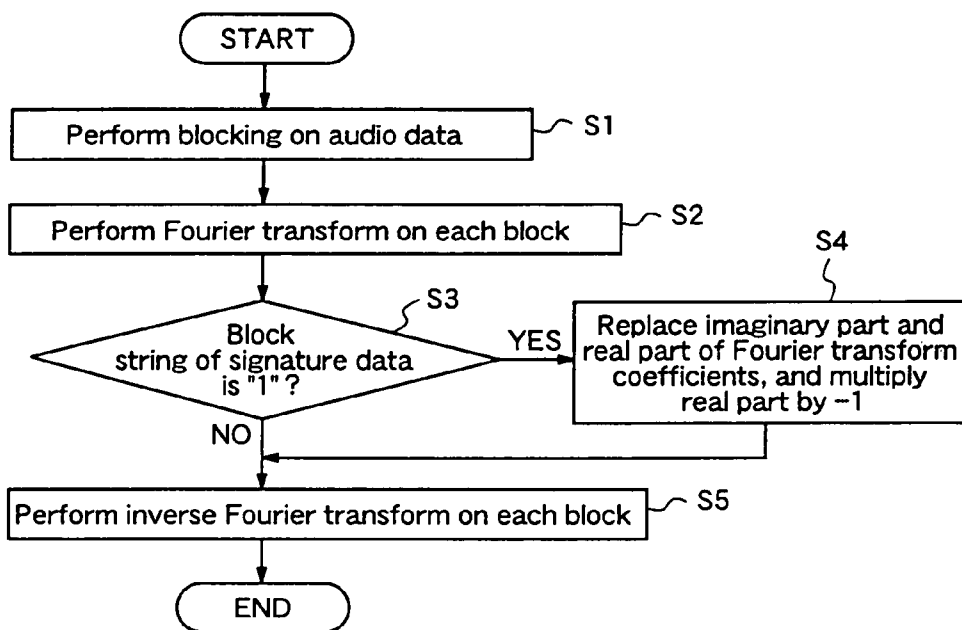 START
Perform blocking on audio data
S1
Perform Fourier transform on each block
S2
Block
string of signature data
is "1" ?
S3
YES
S4
Replace imaginary part and
real part of Fourier transform
coefficients, and multiply
real part by -1
NO
Perform inverse Fourier transform on each block
S5
END